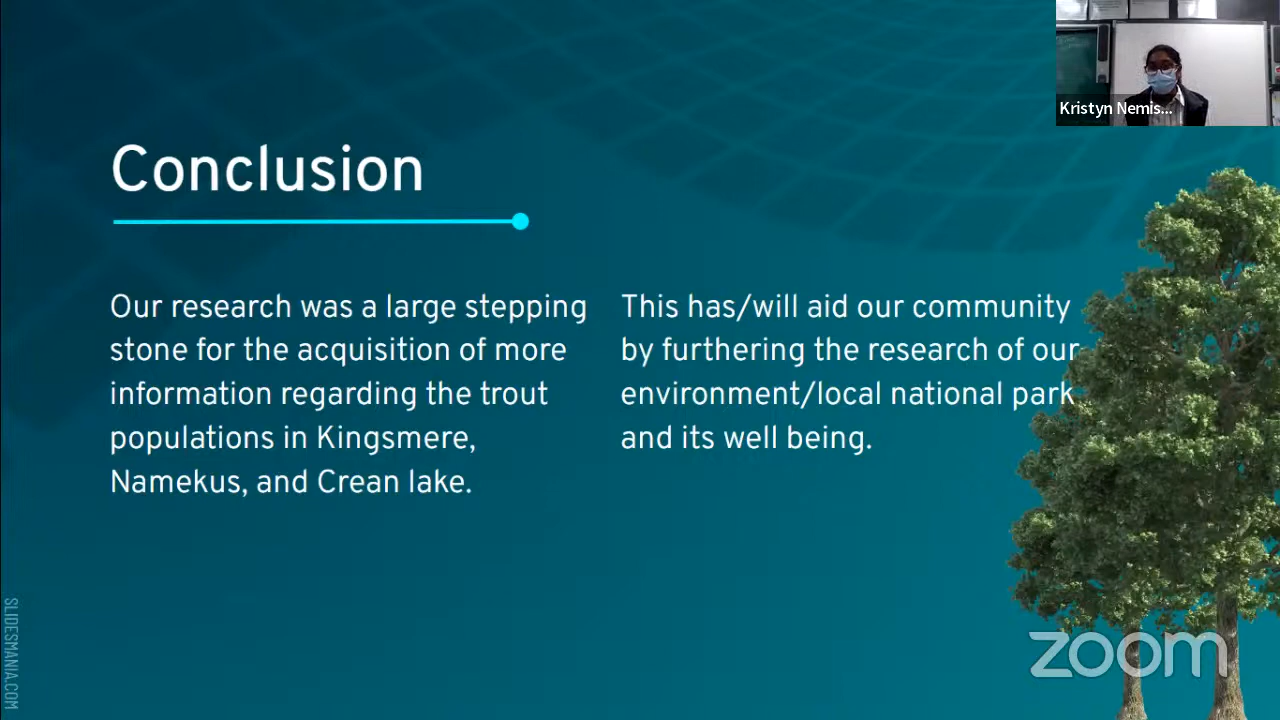 Kristyn Nemis...
Conclusion
Our research was a large stepping
stone for the acquisition of more
information regarding the trout
populations in Kingsmere,
Namekus, and Crean lake.
This has/will aid our community
by furthering the research of our
environment/local national park
and its well being.
SLIDESMANIA.COM
zoom